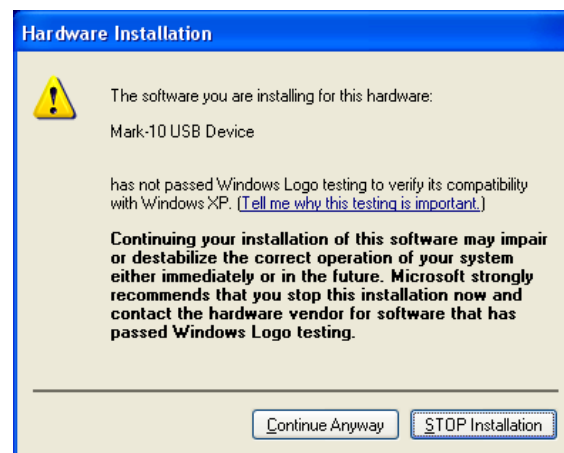 Hardware Installation
The software you are installing for this hardware:
Mark-10 USB Device
has not passed Windows Logo testing to verify its compatibility
with Windows XP. (Tell me why this testing is important.)
Continuing your installation of this software may impair
or destabilize the correct operation of your system
either immediately or in the future. Microsoft strongly
recommends that you stop this installation now and
contact the hardware vendor for software that has
passed Windows Logo testing.
Continue Anyway
STOP Installation